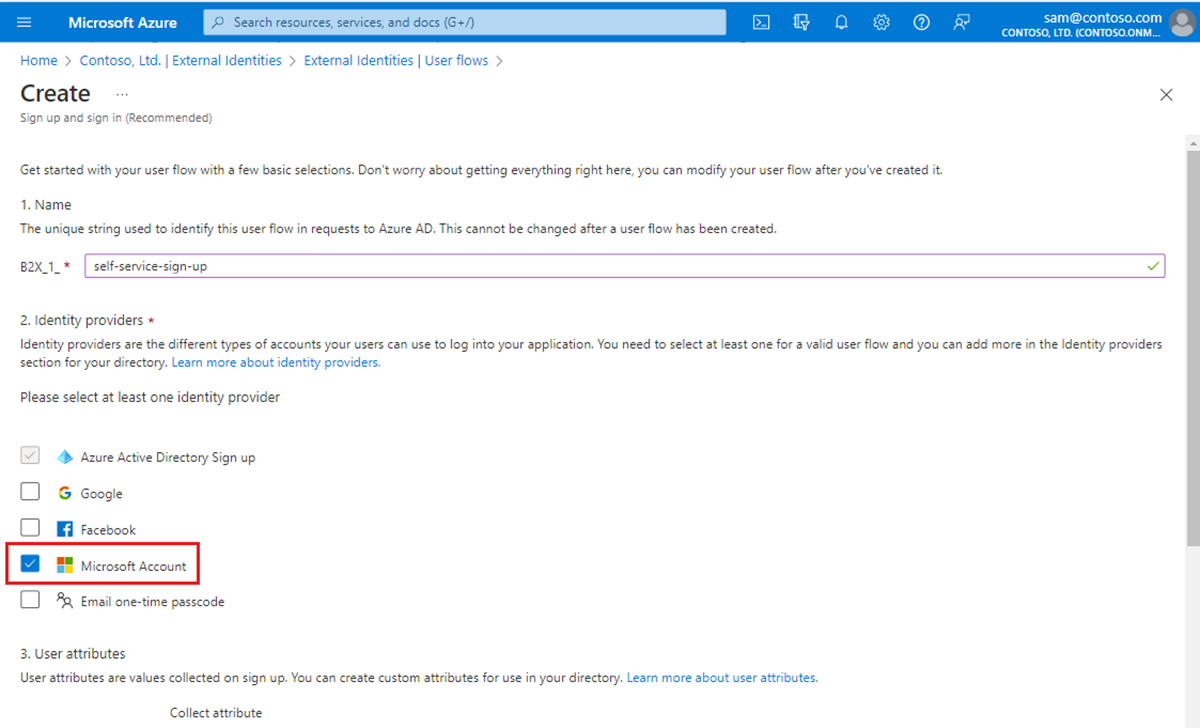 Microsoft Azure
Search resources, services, and docs (G+/)
sam@contoso.com
CONTOSO, LTD. (CONTOSO.ONM...
Home > Contoso, Ltd. | External Identities > External Identities | User flows >
Create ...
Sign up and sign in (Recommended)
Get started with your user flow with a few basic selections. Don't worry about getting everything right here, you can modify your user flow after you've created it.
1. Name
The unique string used to identify this user flow in requests to Azure AD. This cannot be changed after a user flow has been created.
B2X_1_ * self-service-sign-up
2. Identity providers *
Identity providers are the different types of accounts your users can use to log into your application. You need to select at least one for a valid user flow and you can add more in the Identity providers
section for your directory. Learn more about identity providers.
Please select at least one identity provider
Azure Active Directory Sign up
Google
Facebook
Microsoft Account
Email one-time passcode
3. User attributes
User attributes are values collected on sign up. You can create custom attributes for use in your directory. Learn more about user attributes.
Collect attribute